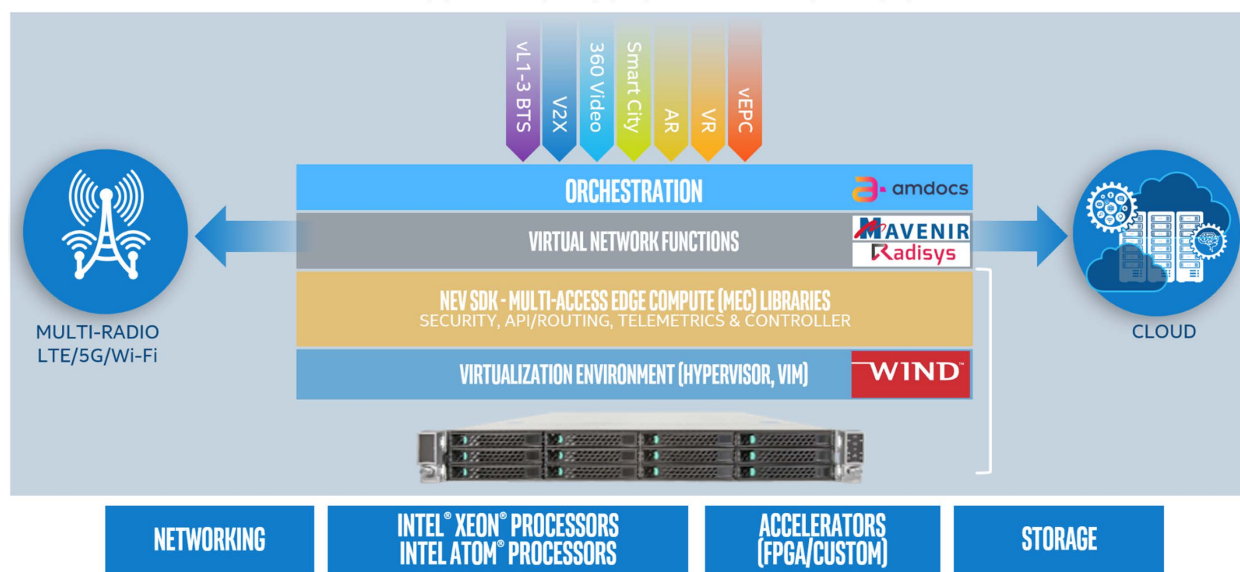 vL1-3 BTS
V2X
360 Video
Smart City
AR
VR
vEPC
ORCHESTRATION
amdocs
VIRTUAL NETWORK FUNCTIONS
MAVENIR
Radisys
NEV SDK - MULTI-ACCESS EDGE COMPUTE (MEC) LIBRARIES
SECURITY, API/ROUTING, TELEMETRICS & CONTROLLER
VIRTUALIZATION ENVIRONMENT (HYPERVISOR, VIM)
WIND™
MULTI-RADIO
LTE/5G/Wi-Fi
CLOUD
NETWORKING
INTEL® XEON® PROCESSORS
INTEL ATOM® PROCESSORS
ACCELERATORS
(FPGA/CUSTOM)
STORAGE